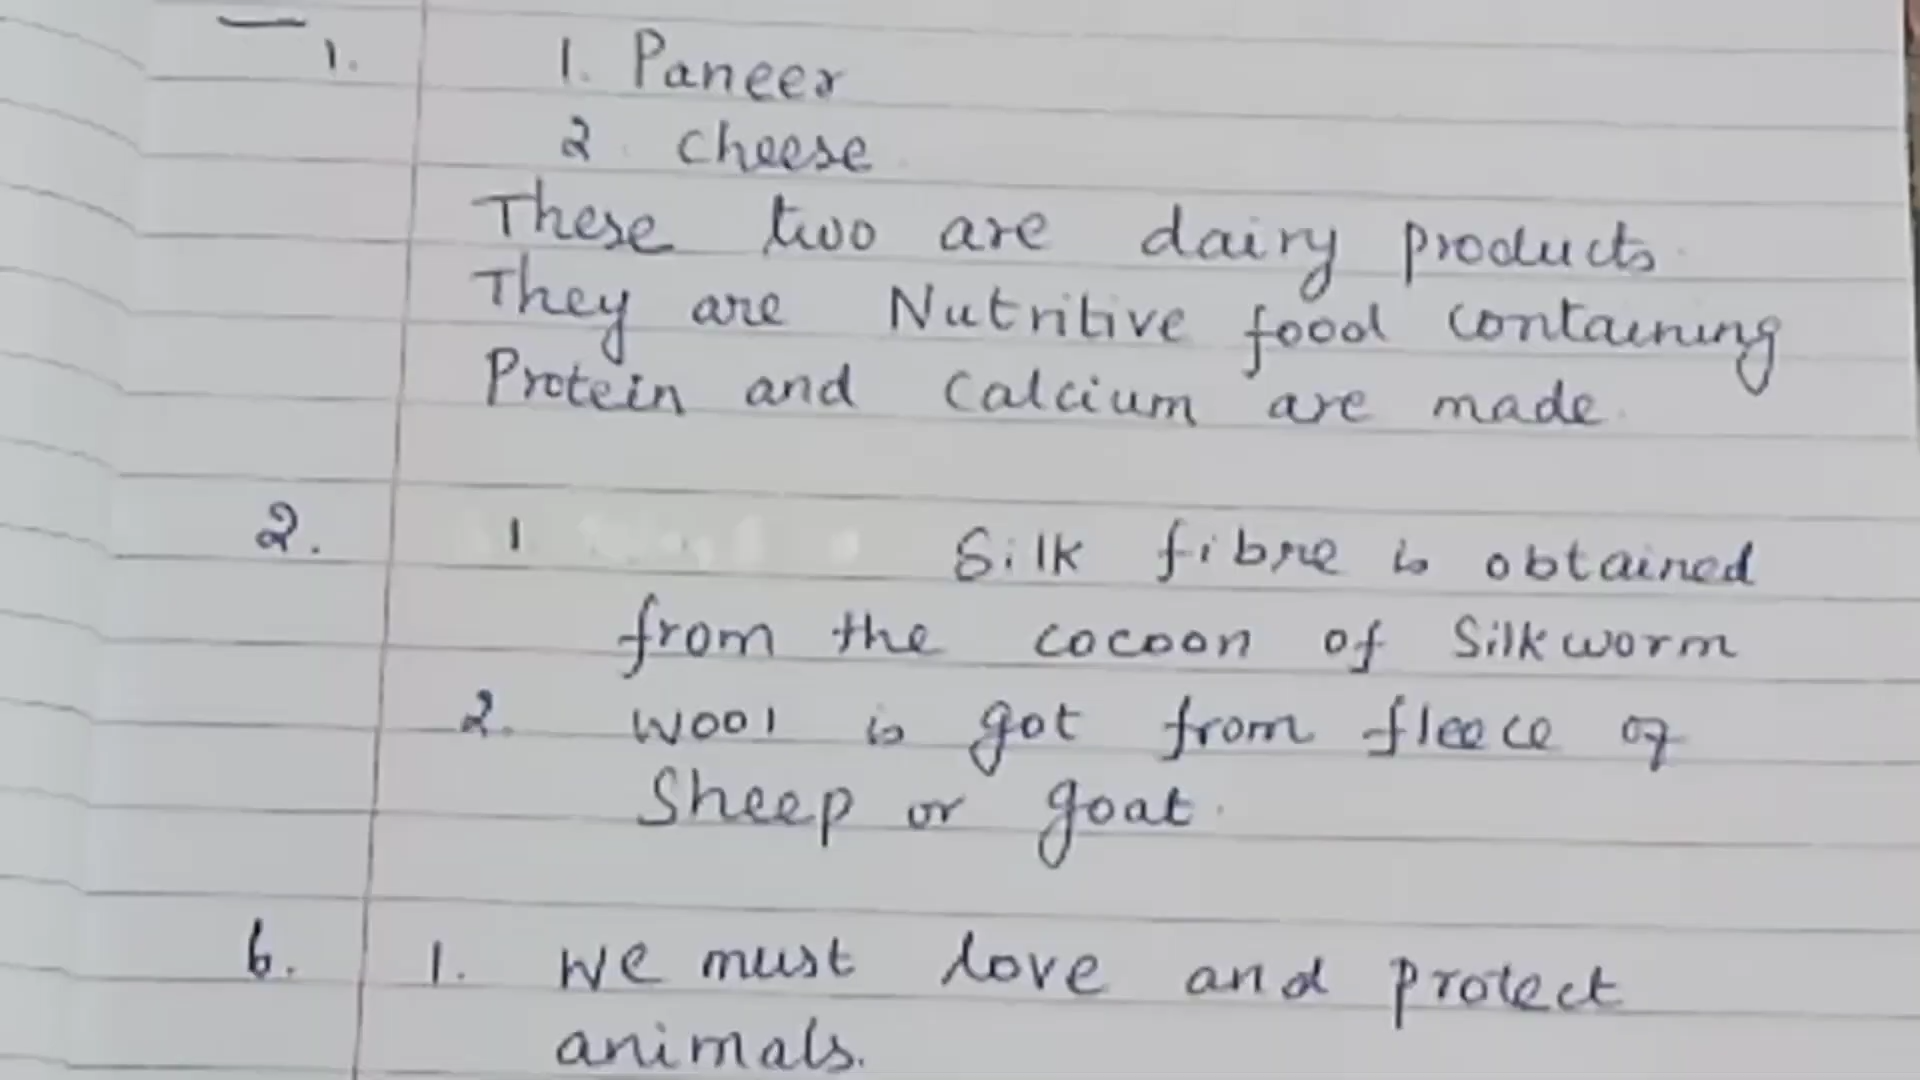 1. 1. Paneer
2. Cheese.
These two are dairy products.
They are Nutritive food containing
Protein and Calcium are made.
2. 1 Silk fibre is obtained
from the cocoon of Silkworm
2. Wool is got from fleece of
Sheep or goat.
6. 1. We must love and protect
animals.